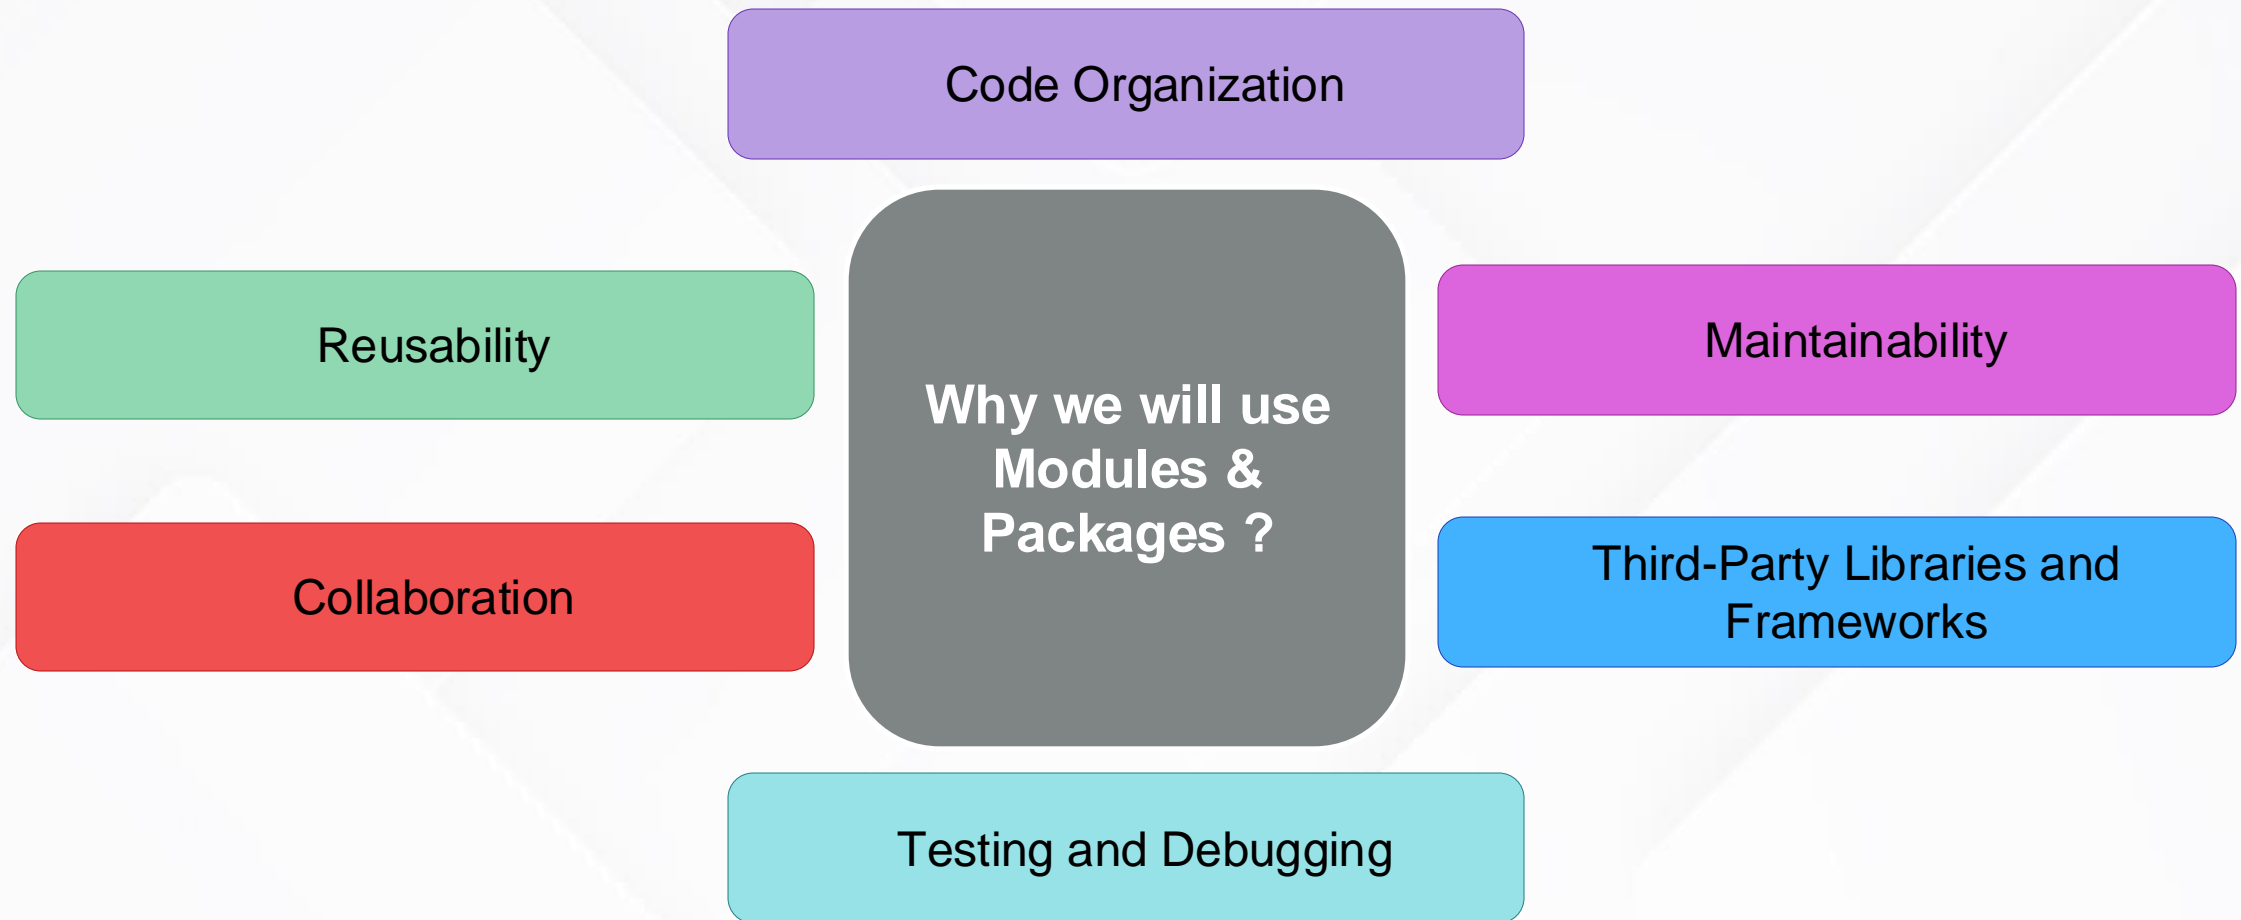 Code Organization
Reusability
Maintainability
Why we will use
Modules &
Packages ?
Collaboration
Third-Party Libraries and
Frameworks
Testing and Debugging